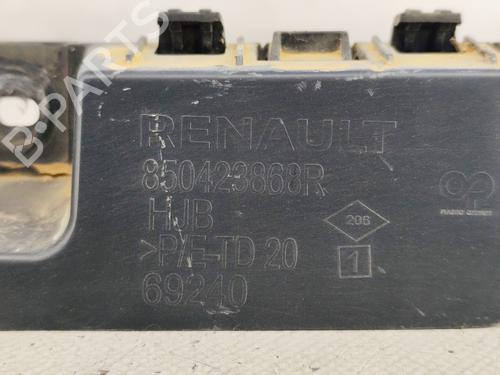 RENAULT
850423868R
HJB
206
>P/E-TD 20
1
69240
B-PARTS